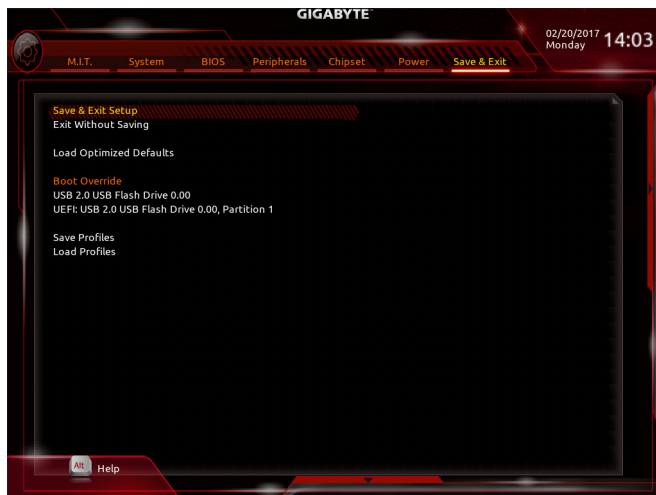 GIGABYTE™
02/20/2017
Monday
14:03
M.I.T. System BIOS Peripherals Chipset Power Save & Exit
Save & Exit Setup
Exit Without Saving
Load Optimized Defaults
Boot Override
USB 2.0 USB Flash Drive 0.00
UEFI: USB 2.0 USB Flash Drive 0.00, Partition 1
Save Profiles
Load Profiles
Alt Help